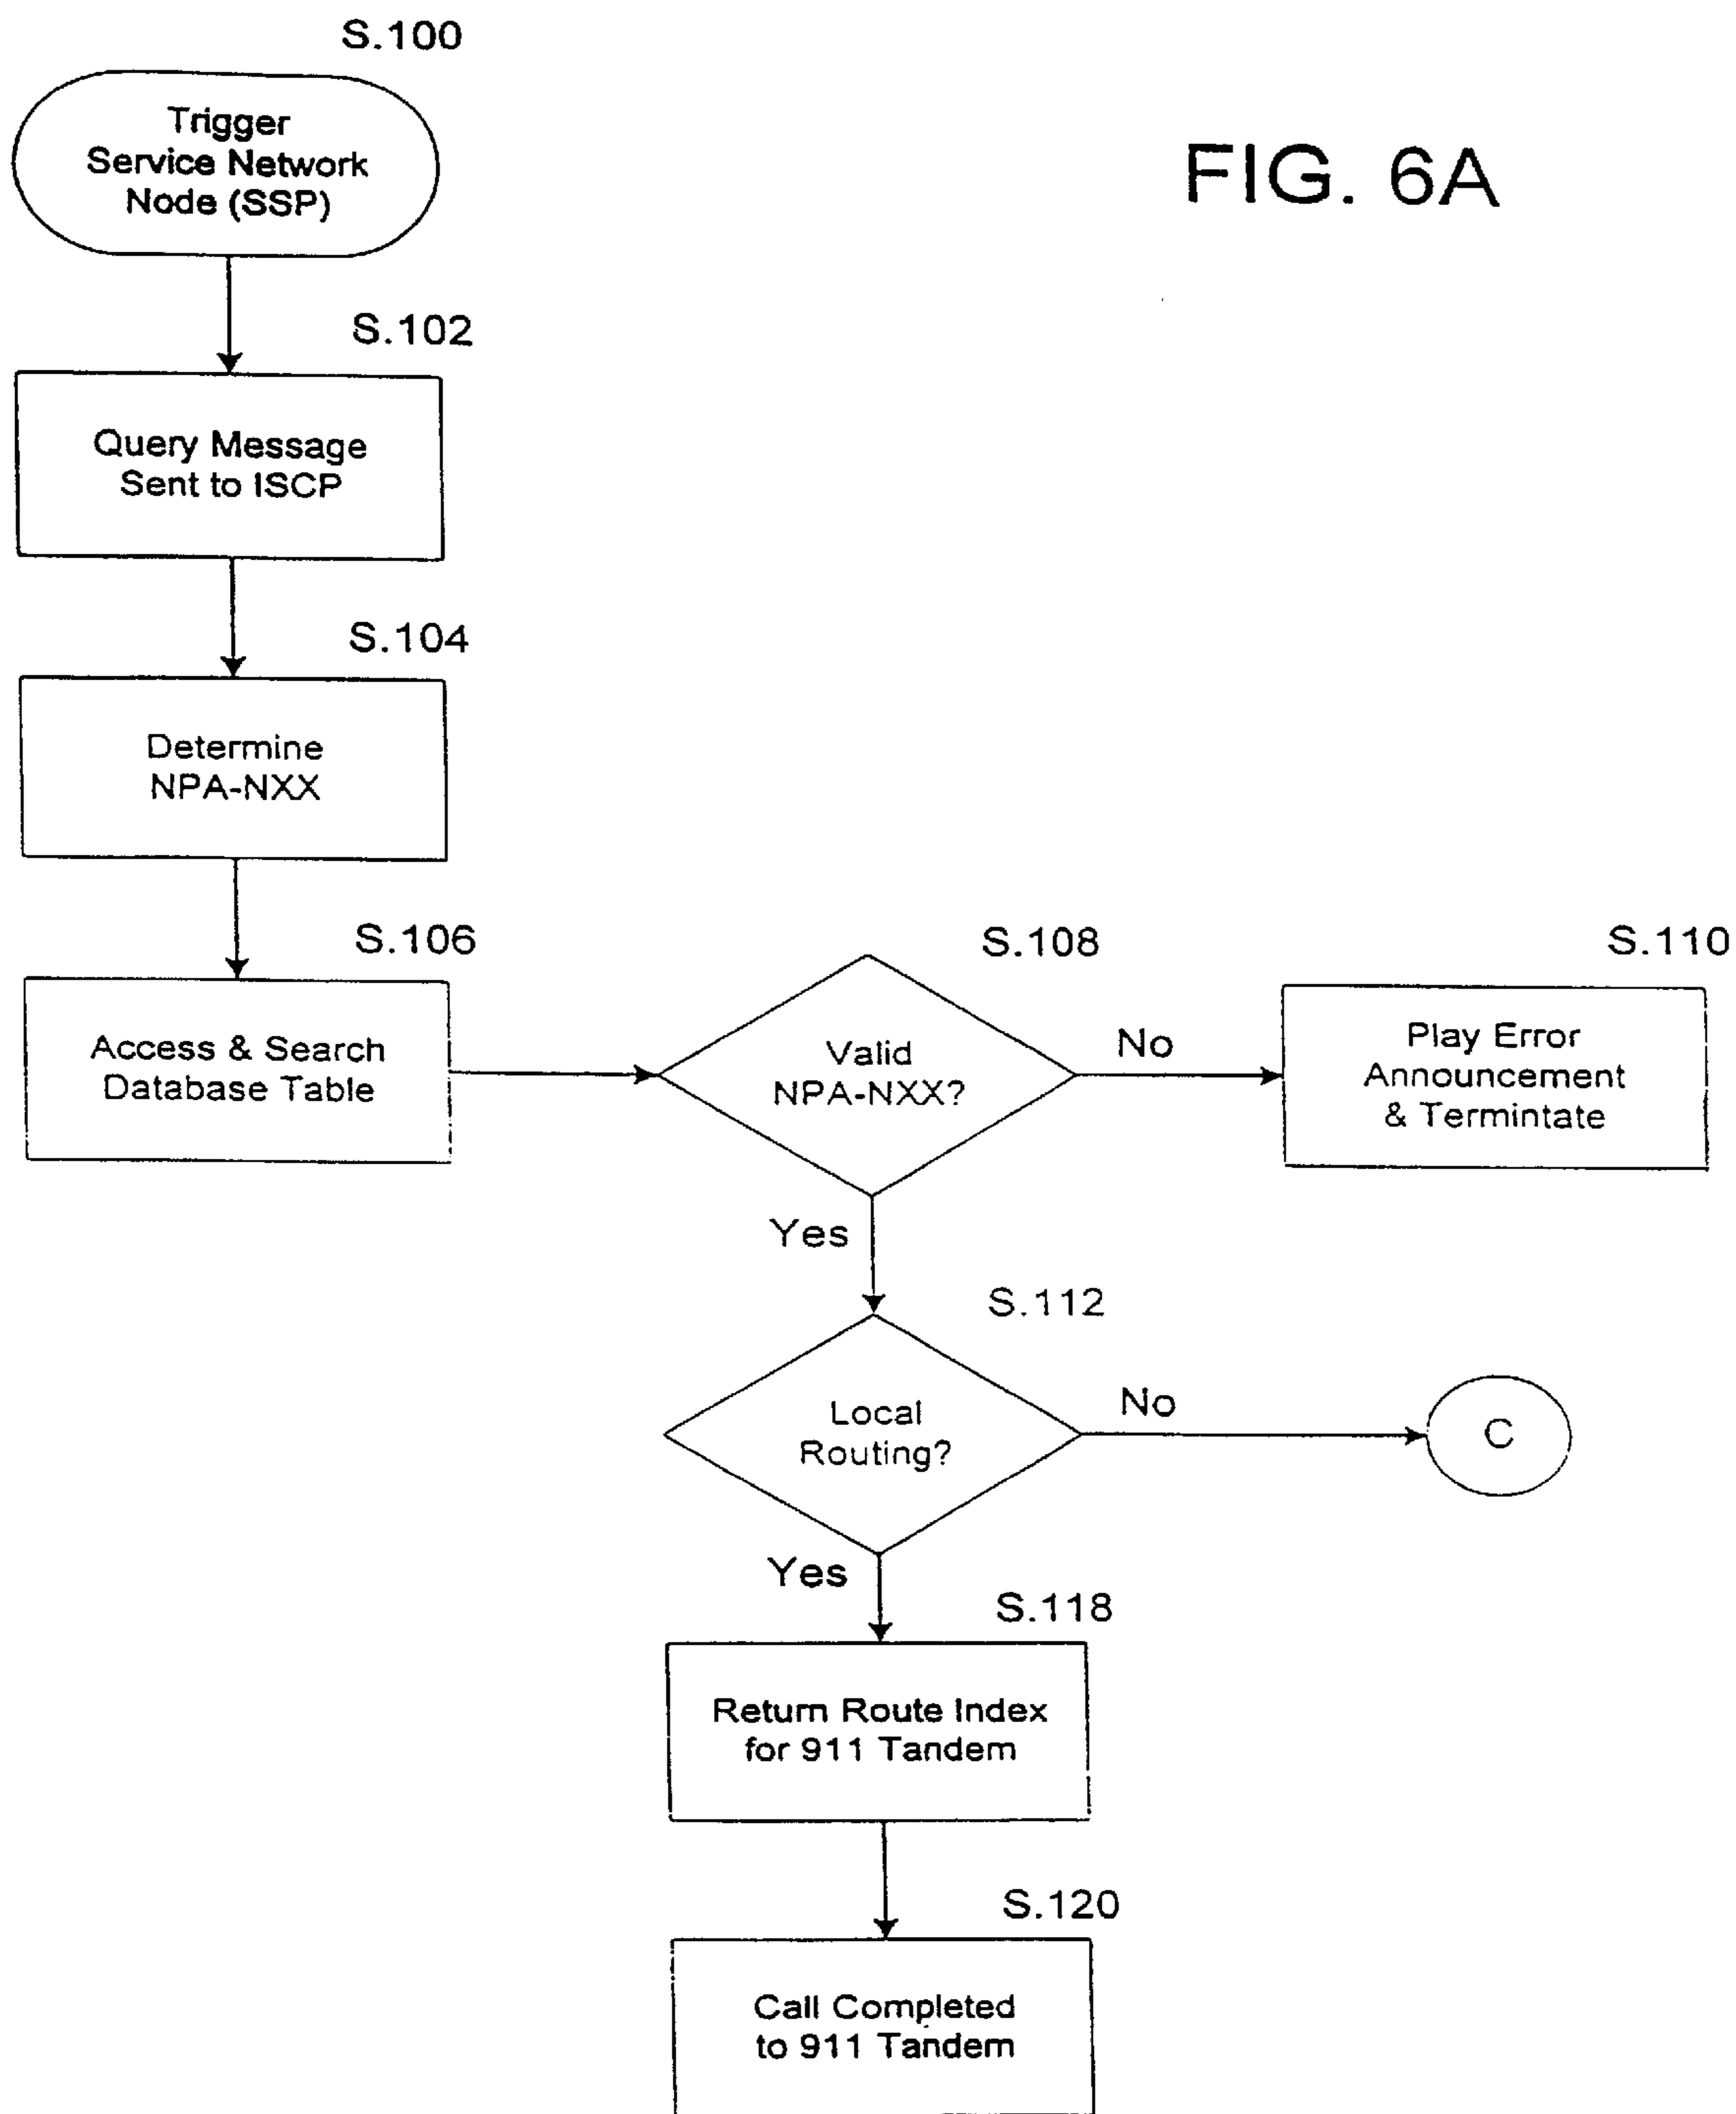 S.100
Trigger
Service Network
Node (SSP)
FIG. 6A
S.102
Query Message
Sent to ISCP
S.104
Determine
NPA-NXX
S.106
Access & Search
Database Table
S.108
Valid
NPA-NXX?
No
S.110
Play Error
Announcement
& Termintate
Yes
S.112
Local
Routing?
No
C
Yes
S.118
Return Route Index
for 911 Tandem
S.120
Call Completed
to 911 Tandem